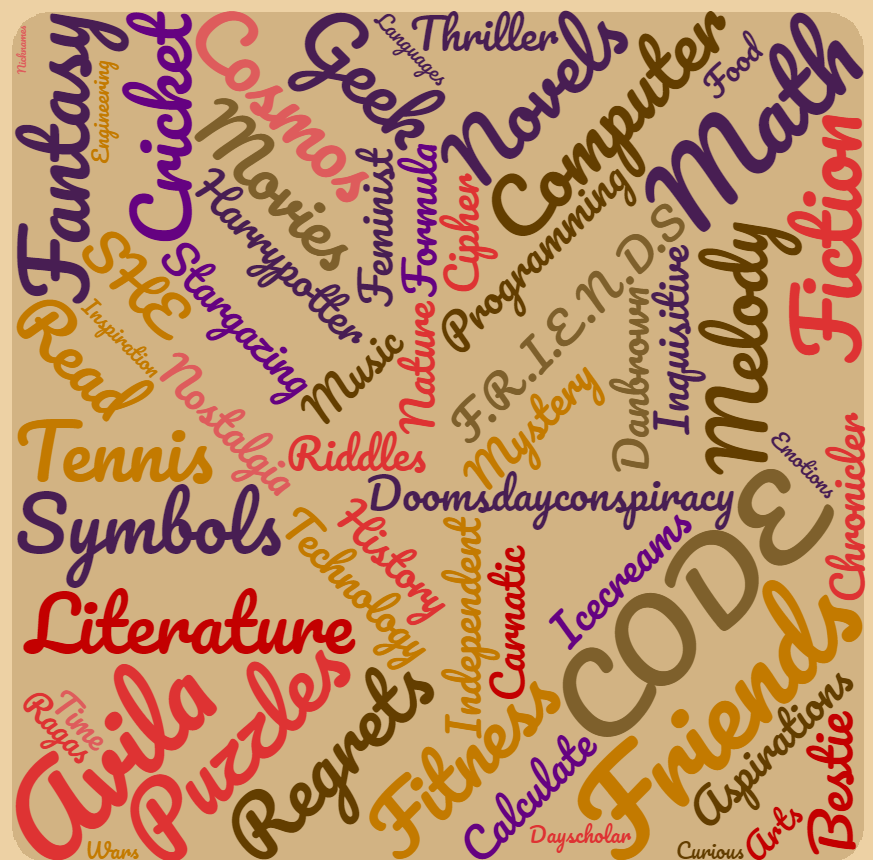 Nicknames
Fantasy
Engineering
Cricket
Cosmos
Geek
Languages
Thriller
Novels
Computer
Food
Math
Movies
Harrypotter
Feminist
Formula
Cipher
Programming
Fiction
SHE
Stargazing
F.R.I.E.N.D.S
Danbrown
Inquisitive
Melody
Read
Inspiration
Nostalgia
Music
Nature
Mystery
Tennis
Riddles
Emotions
Chronicler
Symbols
Doomsdayconspiracy
CODE
History
Technology
Independent
Carnatic
Icecreams
Literature
Friends
Time
Ragas
Avila
Puzzles
Regrets
Fitness
Calculate
Aspirations
Bestie
Wars
Dayscholar
Curious
Arts